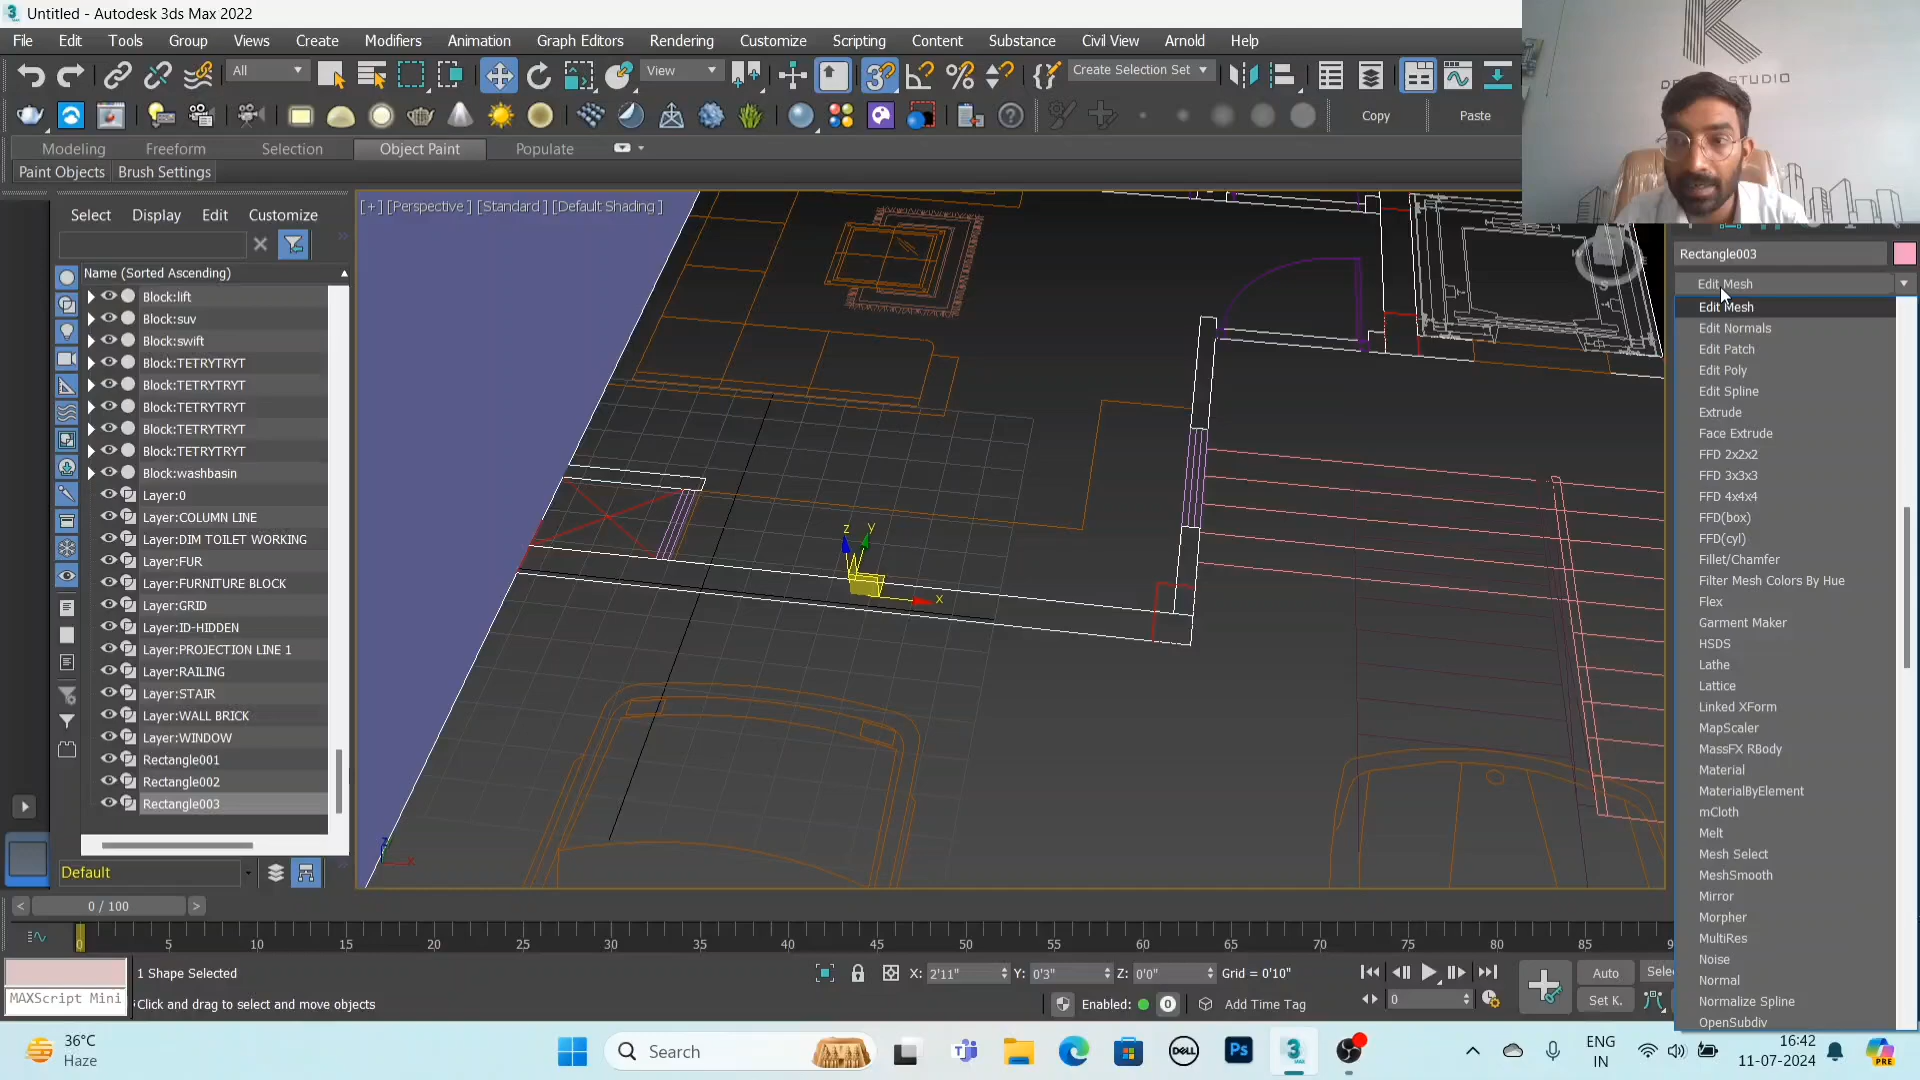 Untitled - Autodesk 3ds Max 2022
File Edit Tools Group Views Create Modifiers Animation Graph Editors Rendering Customize Scripting Content Substance Civil View Arnold Help
All View Create Selection Set
Copy Paste
Modeling Freeform Selection Object Paint Populate
Paint Objects Brush Settings
Select Display Edit Customize
Name (Sorted Ascending)
Block:lift
Block:suv
Block:swift
Block:TETRYTRYT
Block:TETRYTRYT
Block:TETRYTRYT
Block:TETRYTRYT
Block:TETRYTRYT
Block:washbasin
Layer:0
Layer:COLUMN LINE
Layer:DIM TOILET WORKING
Layer:FUR
Layer:FURNITURE BLOCK
Layer:GRID
Layer:ID-HIDDEN
Layer:PROJECTION LINE 1
Layer:RAILING
Layer:STAIR
Layer:WALL BRICK
Layer:WINDOW
Rectangle001
Rectangle002
Rectangle003
Default
[+] [Perspective] [Standard] [Default Shading]
z y x
Rectangle003
Edit Mesh
Edit Mesh
Edit Normals
Edit Patch
Edit Poly
Edit Spline
Extrude
Face Extrude
FFD 2x2x2
FFD 3x3x3
FFD 4x4x4
FFD(box)
FFD(cyl)
Fillet/Chamfer
Filter Mesh Colors By Hue
Flex
Garment Maker
HSDS
Lathe
Lattice
Linked XForm
MapScaler
MassFX RBody
Material
MaterialByElement
mCloth
Melt
Mesh Select
MeshSmooth
Mirror
Morpher
MultiRes
Noise
Normal
Normalize Spline
OpenSubdiv
0 / 100
0 5 10 15 20 25 30 35 40 45 50 55 60 65 70 75 80 85
MAXScript Mini
1 Shape Selected
Click and drag to select and move objects
X: 2'11" Y: 0'3" Z: 0'0" Grid = 0'10"
Enabled: 0 Add Time Tag
0
Auto
Set K.
36°C
Haze
Search
DELL
Ps
3
ENG
IN
16:42
11-07-2024
PRE